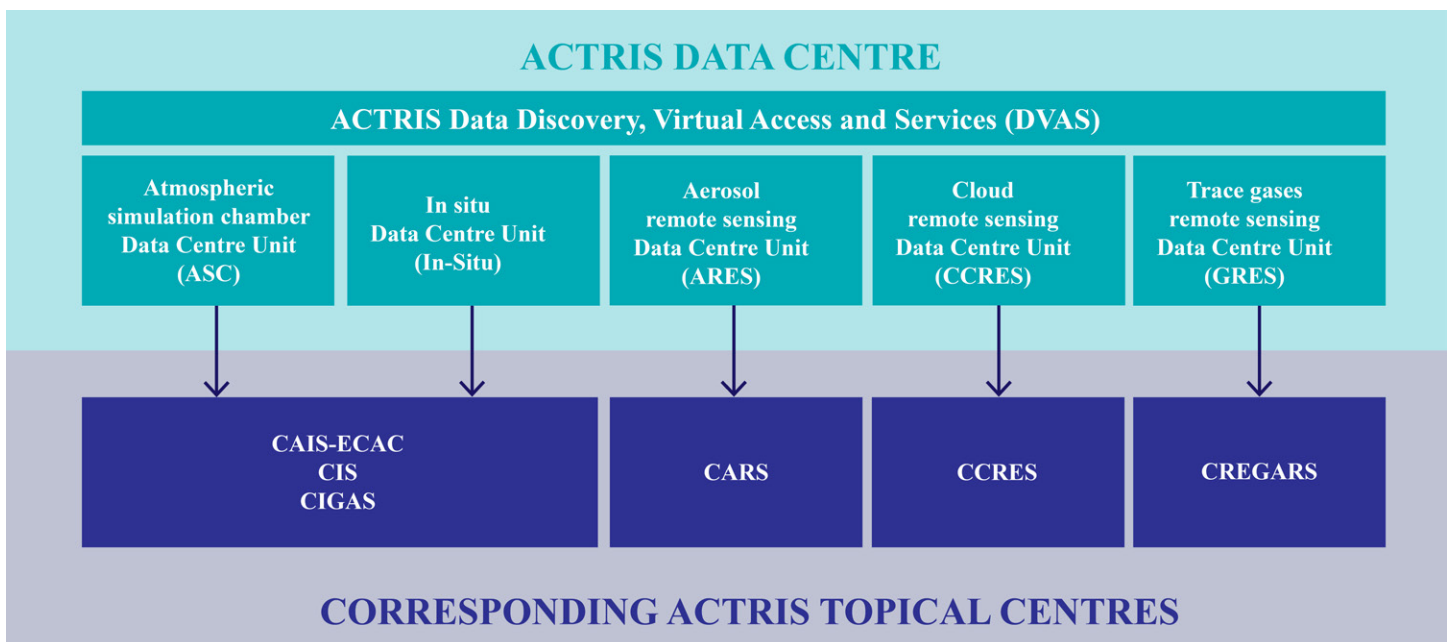 ACTRIS DATA CENTRE
ACTRIS Data Discovery, Virtual Access and Services (DVAS)
Atmospheric
simulation chamber
Data Centre Unit
(ASC)
In situ
Data Centre Unit
(In-Situ)
Aerosol
remote sensing
Data Centre Unit
(ARES)
Cloud
remote sensing
Data Centre Unit
(CCRES)
Trace gases
remote sensing
Data Centre Unit
(GRES)
CAIS-ECAC
CIS
CIGAS
CARS
CCRES
CREGARS
CORRESPONDING ACTRIS TOPICAL CENTRES